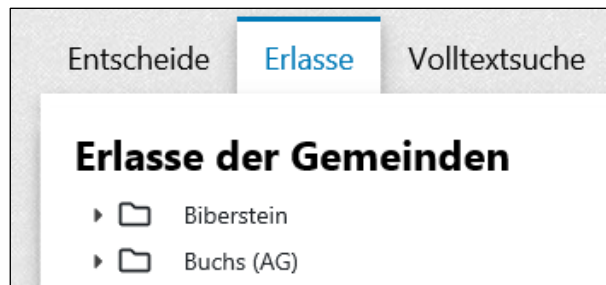 Entscheide Erlasse Volltextsuche
Erlasse der Gemeinden
Biberstein
Buchs (AG)